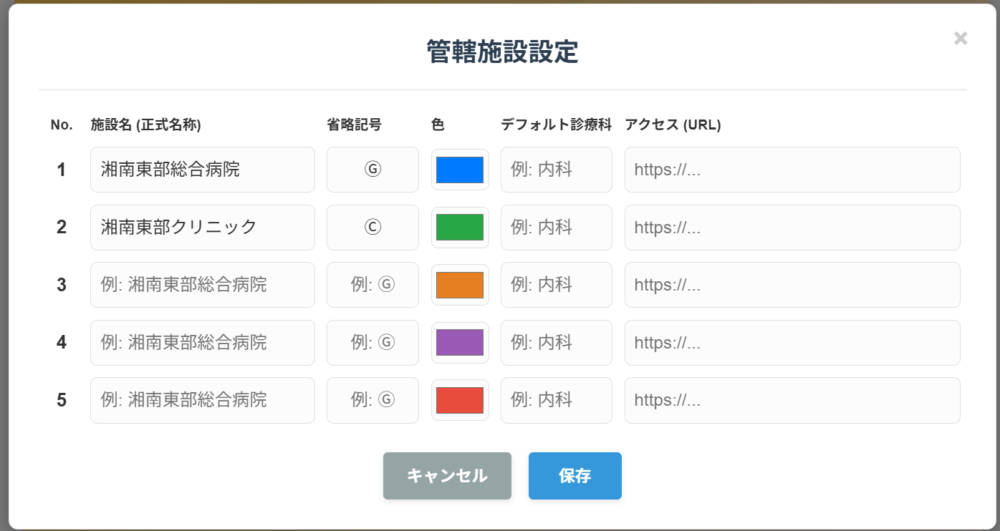 管轄施設設定
×
No. 施設名 (正式名称) 省略記号 色 デフォルト診療科 アクセス (URL)
1 湘南東部総合病院 Ⓖ 例: 内科 https://...
2 湘南東部クリニック Ⓒ 例: 内科 https://...
3 例: 湘南東部総合病院 例: Ⓖ 例: 内科 https://...
4 例: 湘南東部総合病院 例: Ⓖ 例: 内科 https://...
5 例: 湘南東部総合病院 例: Ⓖ 例: 内科 https://...
キャンセル 保存